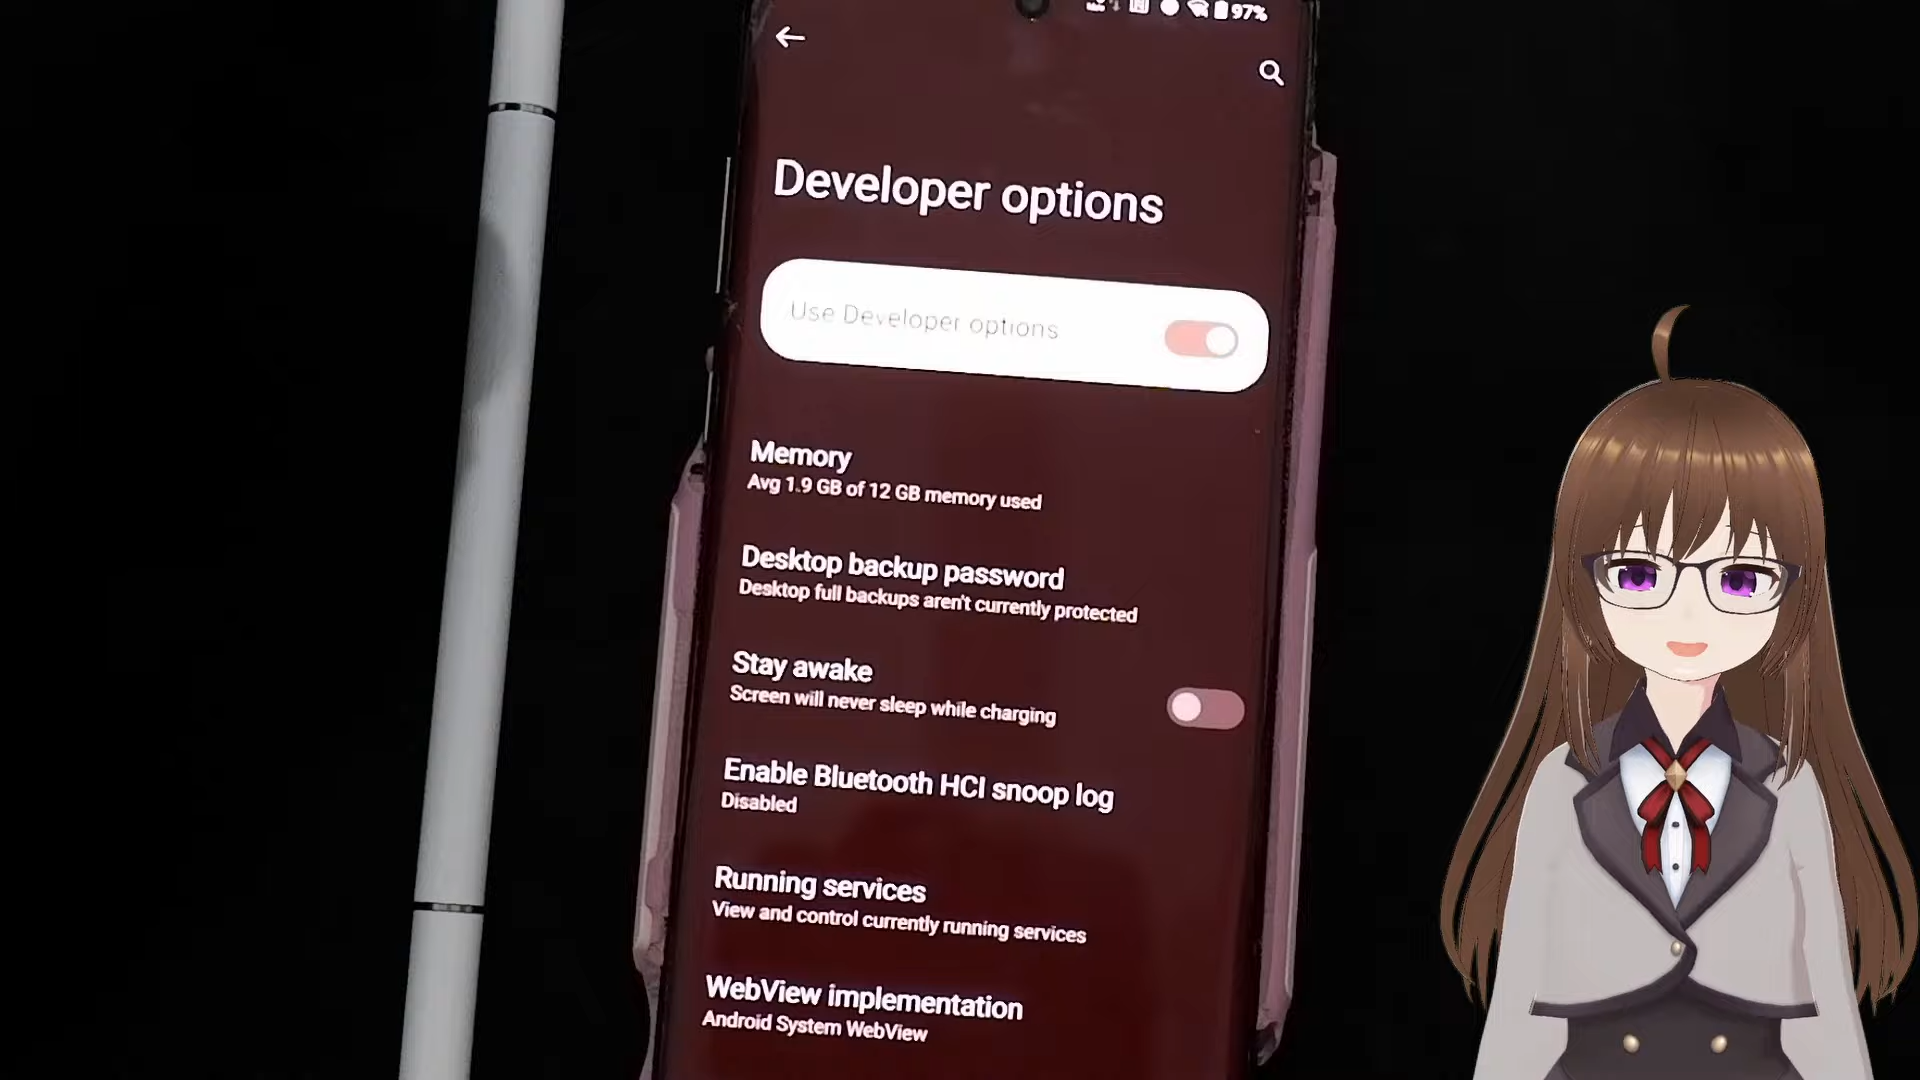 97%
Developer options
Use Developer options
Memory
Avg 1.9 GB of 12 GB memory used
Desktop backup password
Desktop full backups aren't currently protected
Stay awake
Screen will never sleep while charging
Enable Bluetooth HCI snoop log
Disabled
Running services
View and control currently running services
WebView implementation
Android System WebView